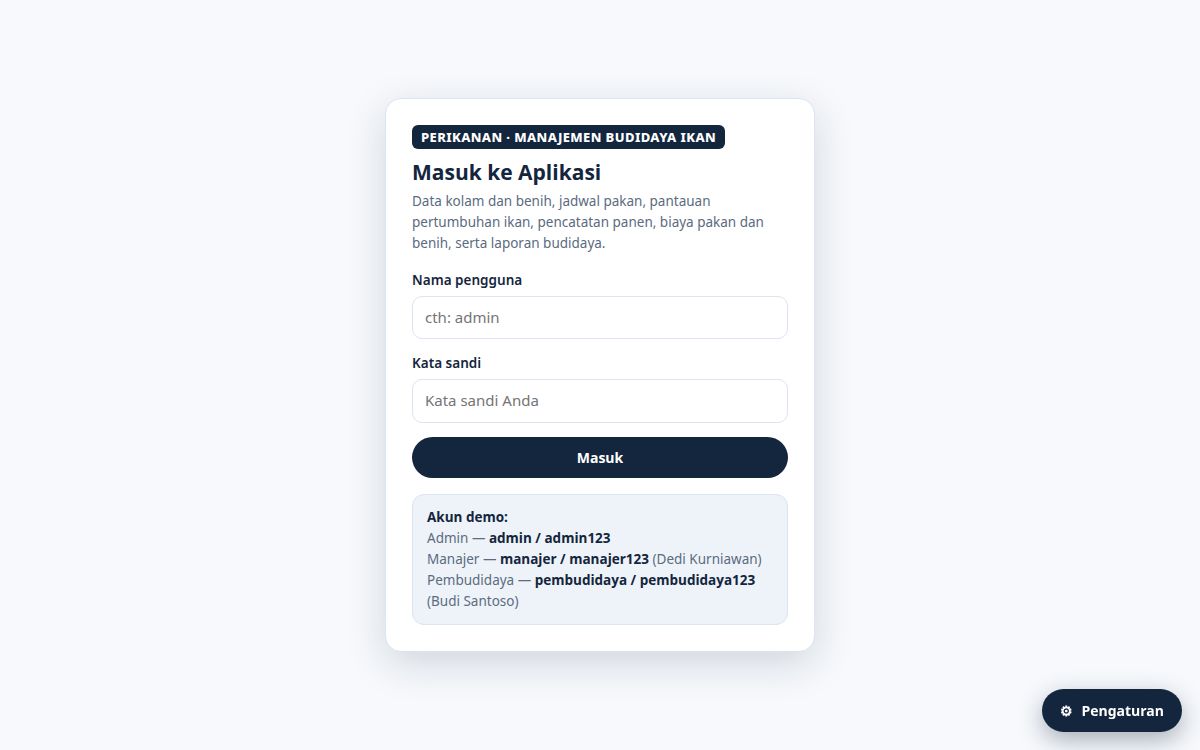 PERIKANAN · MANAJEMEN BUDIDAYA IKAN
Masuk ke Aplikasi
Data kolam dan benih, jadwal pakan, pantauan
pertumbuhan ikan, pencatatan panen, biaya pakan dan
benih, serta laporan budidaya.
Nama pengguna
cth: admin
Kata sandi
Kata sandi Anda
Masuk
Akun demo:
Admin — admin / admin123
Manajer — manajer / manajer123 (Dedi Kurniawan)
Pembudidaya — pembudidaya / pembudidaya123
(Budi Santoso)
⚙ Pengaturan